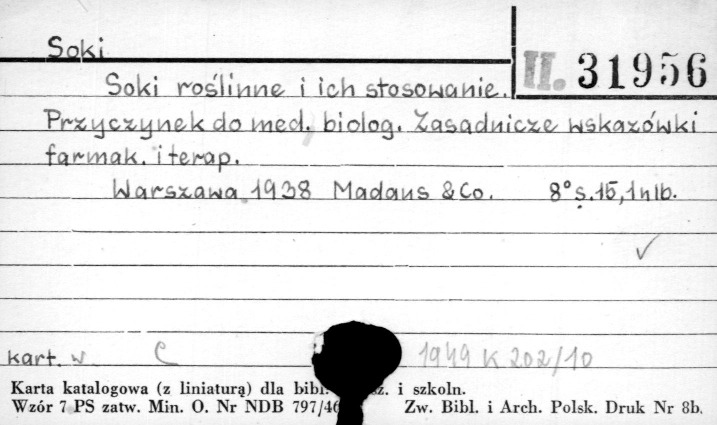 Soki
II. 31956
Soki roślinne i ich stosowanie.
Przyczynek do med. biolog. Zasadnicze wskazówki
farmak. i terap.
Warszawa 1938 Madaus & Co. 8° s. 15, 1 nlb.
kart. w C 1949 K 202/10
Karta katalogowa (z liniaturą) dla bibl. i szkoln.
Wzór 7 PS zatw. Min. O. Nr NDB 797/46 Zw. Bibl. i Arch. Polsk. Druk Nr 8b.